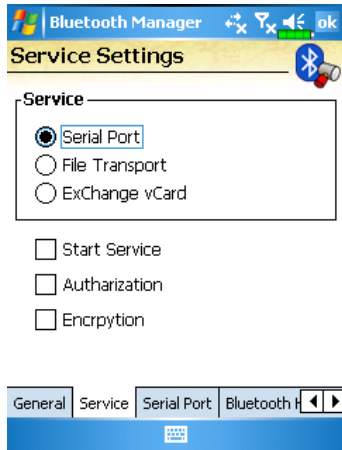 Bluetooth Manager ok
Service Settings
Service
Serial Port
File Transport
ExChange vCard
Start Service
Autharization
Encrpytion
General Service Serial Port Bluetooth